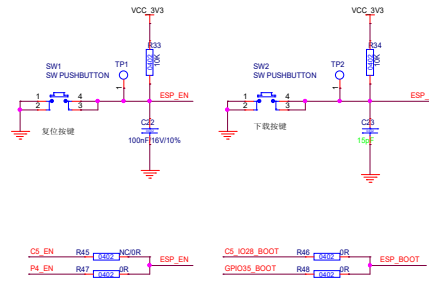 VCC_3V3
VCC_3V3
R33
0402
10K
R34
0402
10K
SW1
SW PUSHBUTTON
TP1
1
SW2
SW PUSHBUTTON
TP2
1
1 4
2 3
ESP_EN
1 4
2 3
ESP_
复位按键
下载按键
C22
100nF/16V/10%
C23
15pF
C5_EN
R45
0402
NC/0R
P4_EN
R47
0402
0R
ESP_EN
C5_IO28_BOOT
R46
0402
0R
GPIO35_BOOT
R48
0402
0R
ESP_BOOT